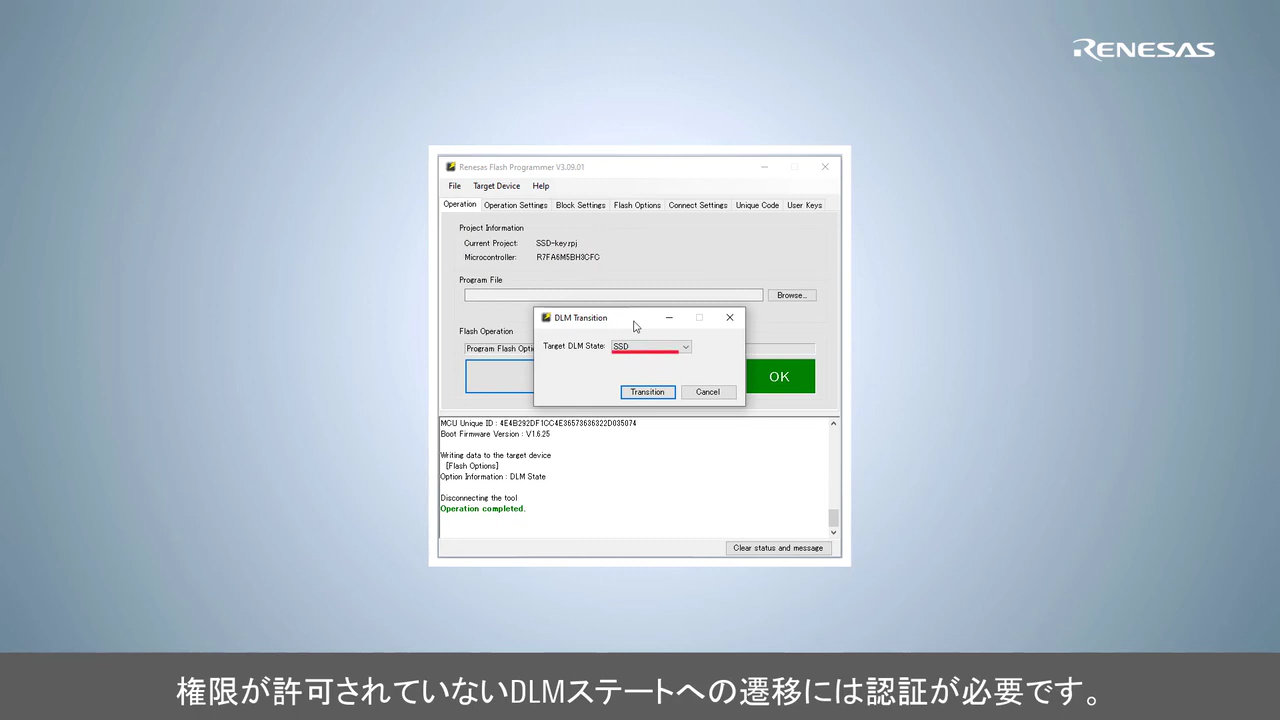 RENESAS
Renesas Flash Programmer V3.09.01
File Target Device Help
Operation Operation Settings Block Settings Flash Options Connect Settings Unique Code User Keys
Project Information
Current Project: SSD-key.rpj
Microcontroller: R7FA6M5BH3CFC
Program File
Browse...
DLM Transition
Flash Operation
Target DLM State: SSD
Program Flash Optio
OK
Transition Cancel
MCU Unique ID : 4E4B292DF1CC4E36573636322D035074
Boot Firmware Version : V1.6.25
Writing data to the target device
[Flash Options]
Option Information : DLM State
Disconnecting the tool
Operation completed.
Clear status and message
権限が許可されていないDLMステートへの遷移には認証が必要です。